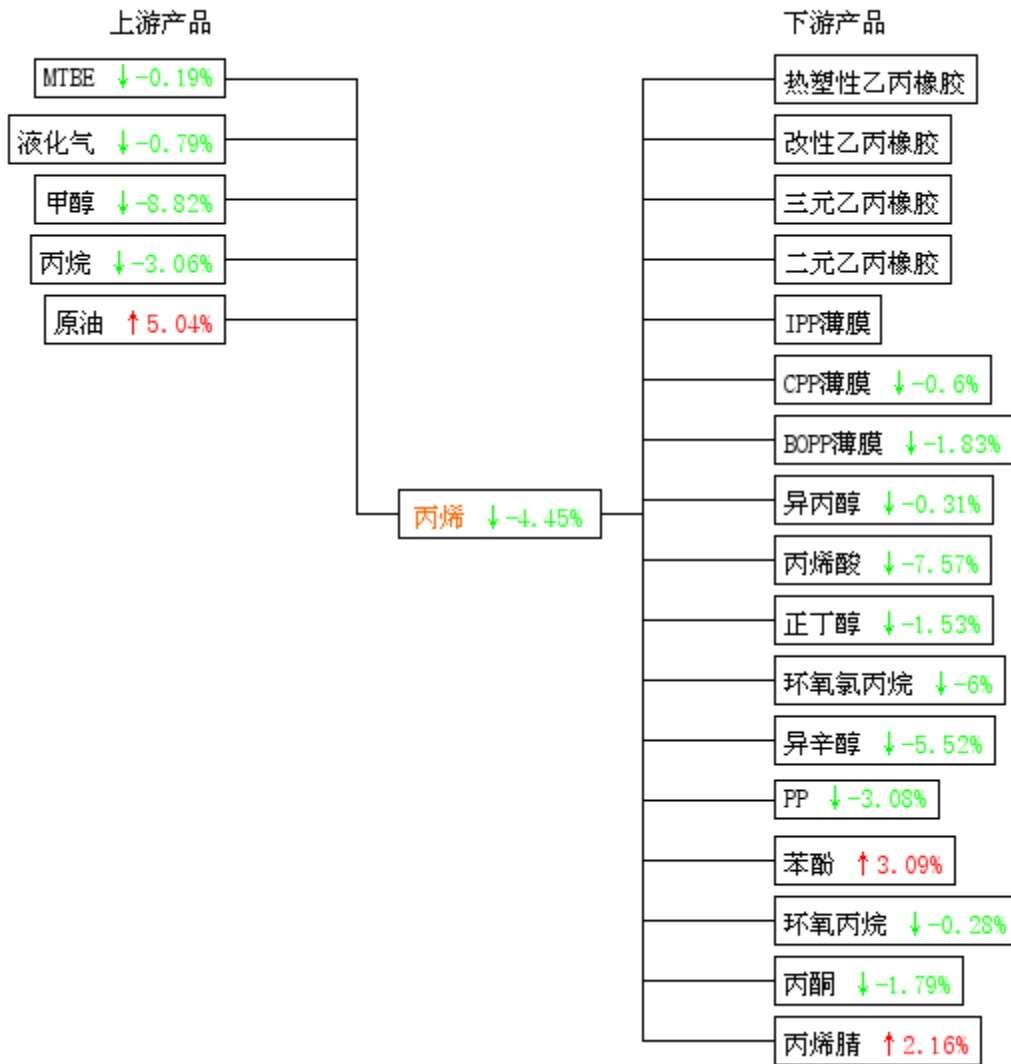 上游产品
MTBE ↓-0.19%
液化气 ↓-0.79%
甲醇 ↓-8.82%
丙烷 ↓-3.06%
原油 ↑5.04%
丙烯 ↓-4.45%
下游产品
热塑性乙丙橡胶
改性乙丙橡胶
三元乙丙橡胶
二元乙丙橡胶
IPP薄膜
CPP薄膜 ↓-0.6%
BOPP薄膜 ↓-1.83%
异丙醇 ↓-0.31%
丙烯酸 ↓-7.57%
正丁醇 ↓-1.53%
环氧氯丙烷 ↓-6%
异辛醇 ↓-5.52%
PP ↓-3.08%
苯酚 ↑3.09%
环氧丙烷 ↓-0.28%
丙酮 ↓-1.79%
丙烯腈 ↑2.16%